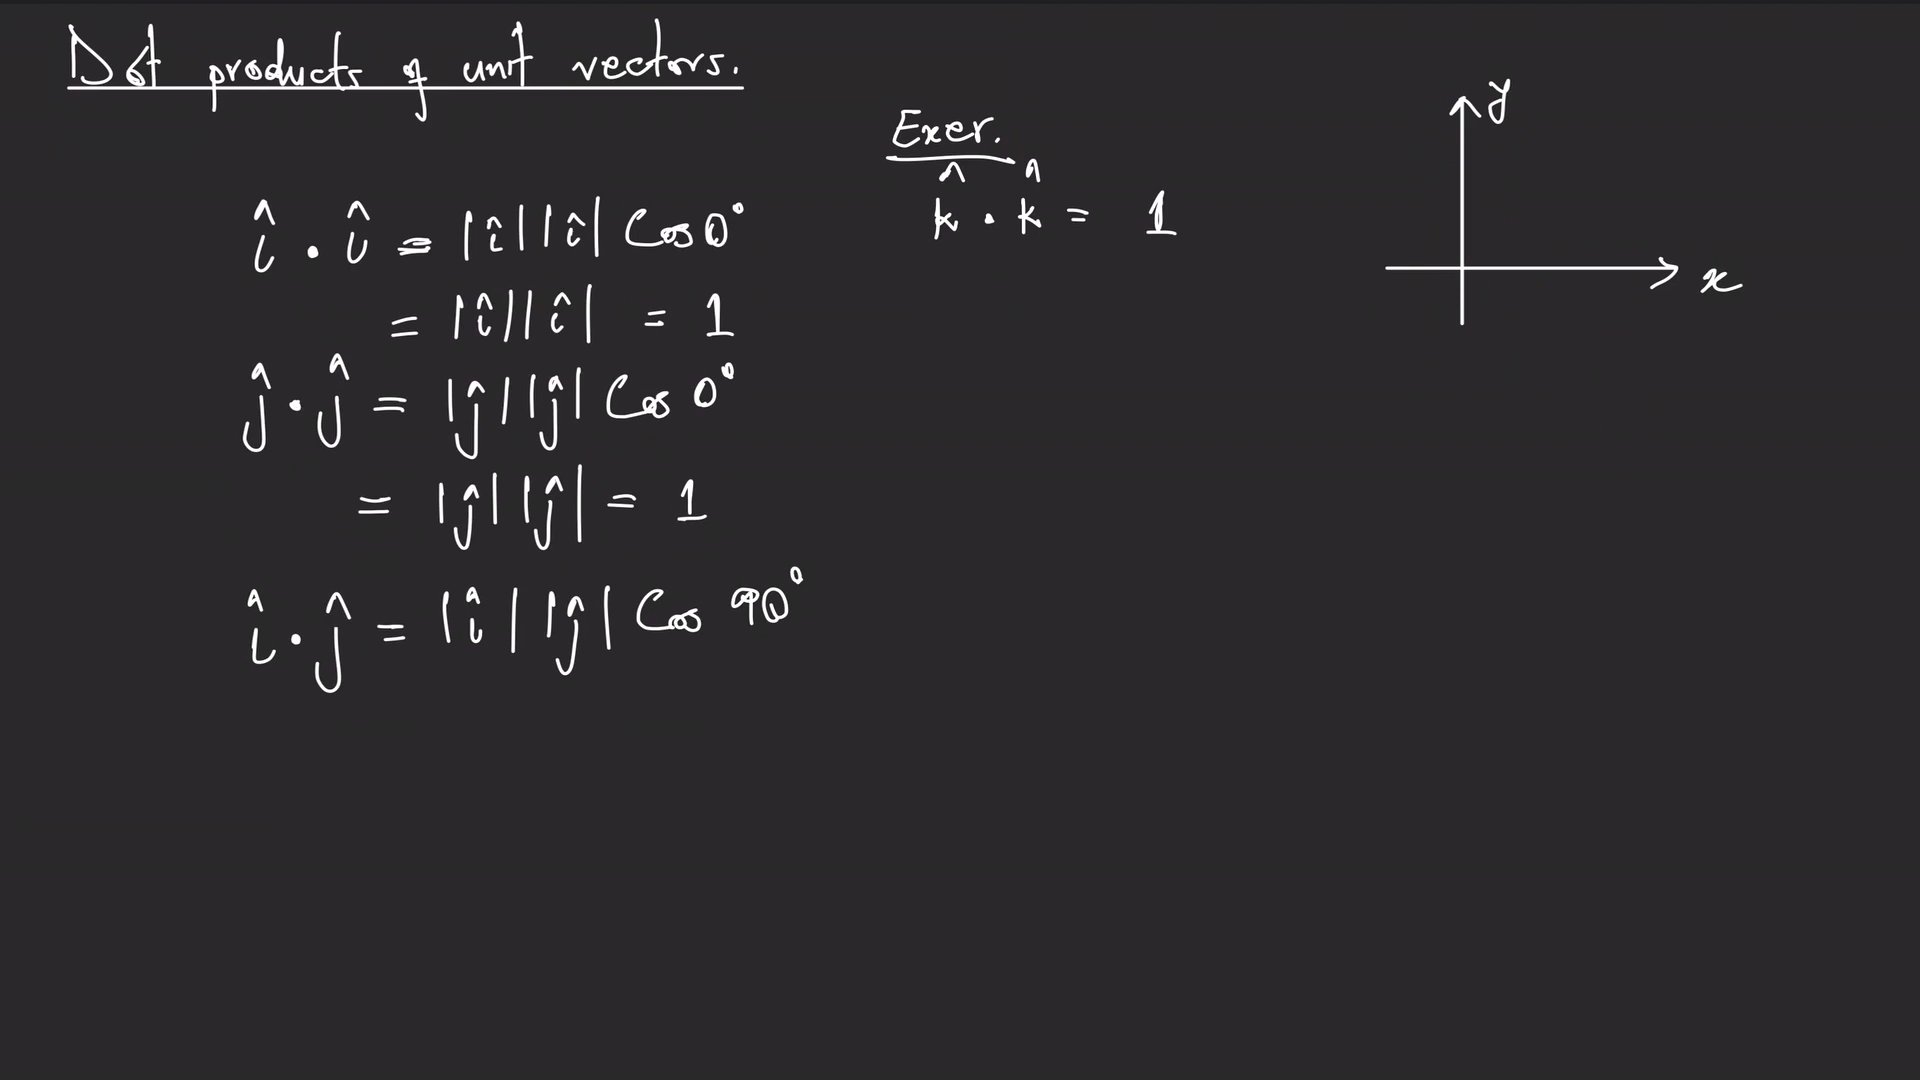 Dot products of unit vectors.
î . î = |î||î| Cos 0°
= |î||î| = 1
ĵ . ĵ = |ĵ||ĵ| Cos 0°
= |ĵ||ĵ| = 1
î . ĵ = |î||ĵ| Cos 90°
Exer.
k̂ . k̂ = 1
y
x